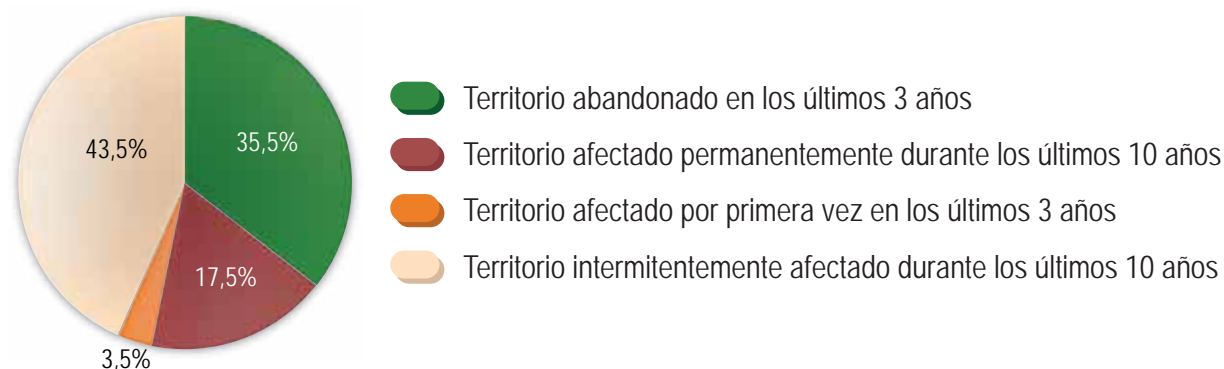 43,5%
35,5%
17,5%
3,5%
Territorio abandonado en los últimos 3 años
Territorio afectado permanentemente durante los últimos 10 años
Territorio afectado por primera vez en los últimos 3 años
Territorio intermitentemente afectado durante los últimos 10 años